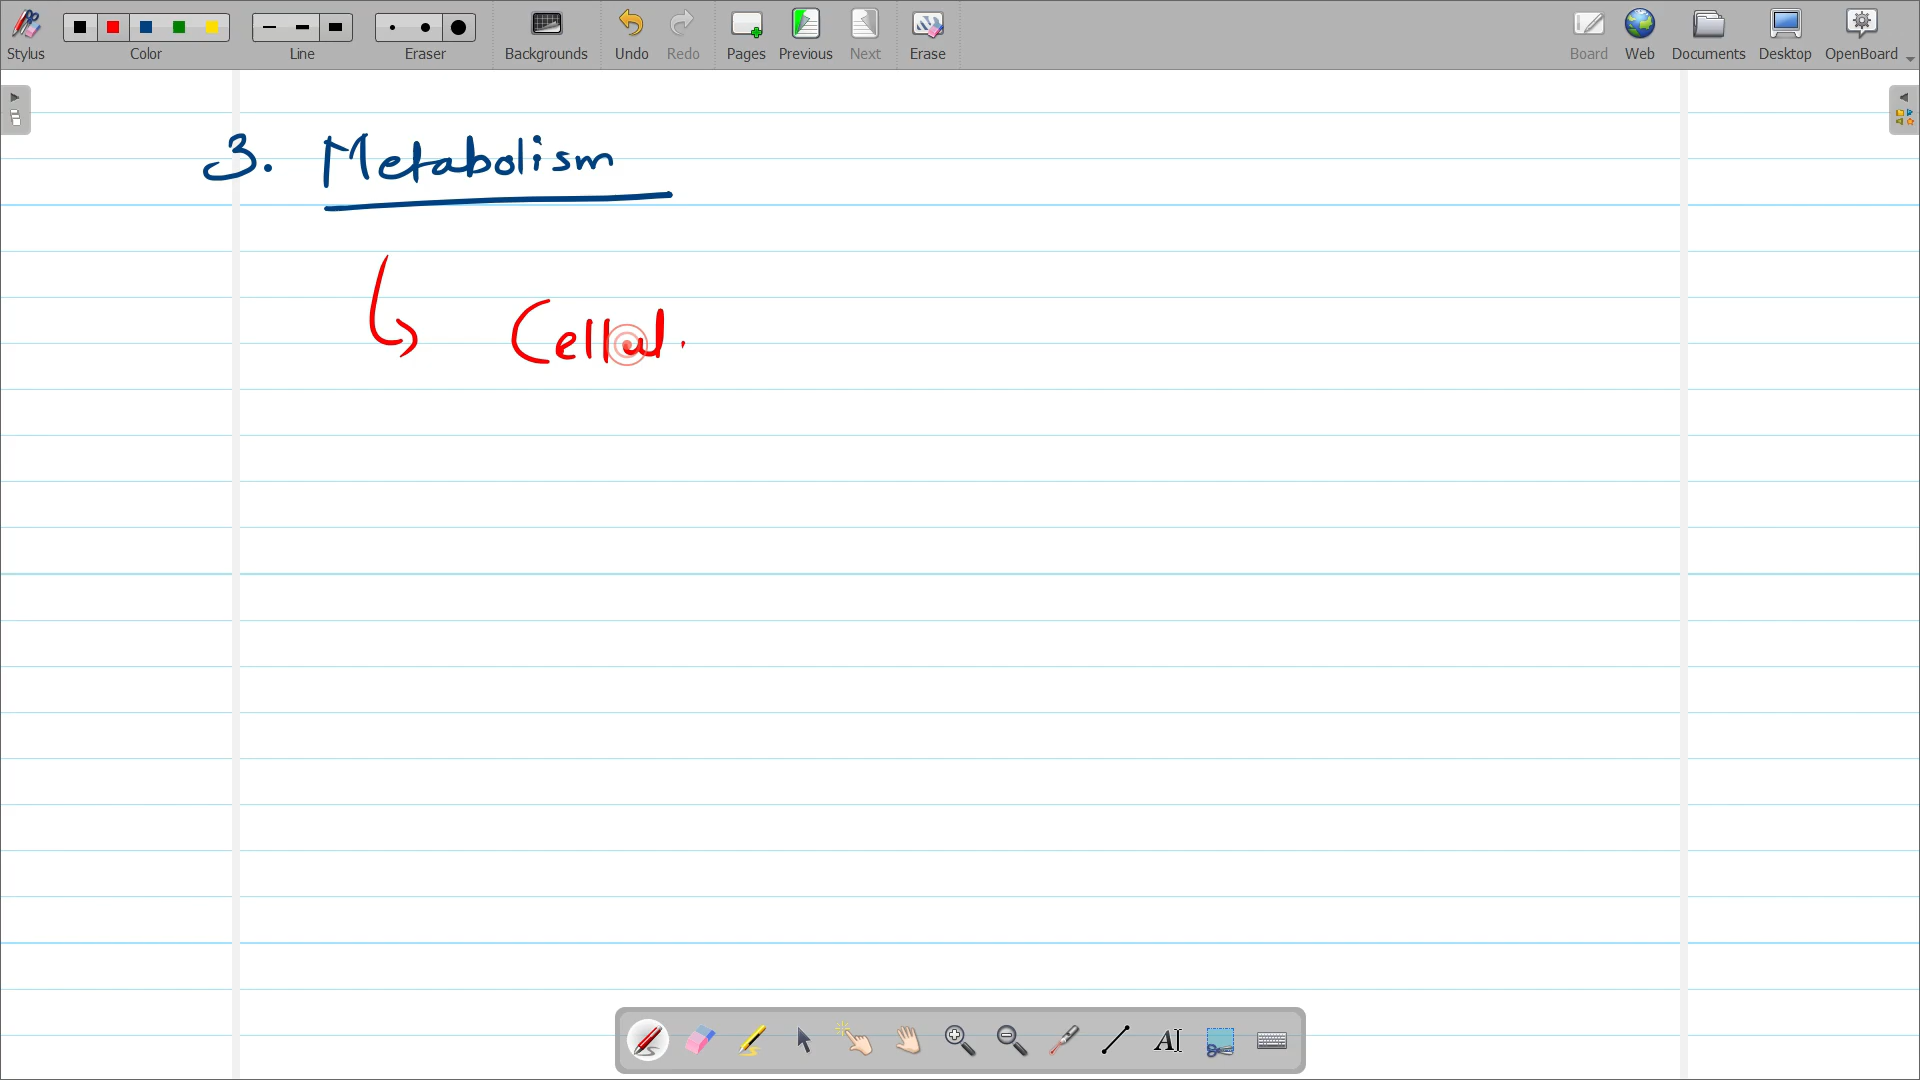 Stylus
Color
Line
Eraser
Backgrounds
Undo
Redo
Pages
Previous
Next
Erase
Board
Web
Documents
Desktop
OpenBoard
3. Metabolism
Cellul.